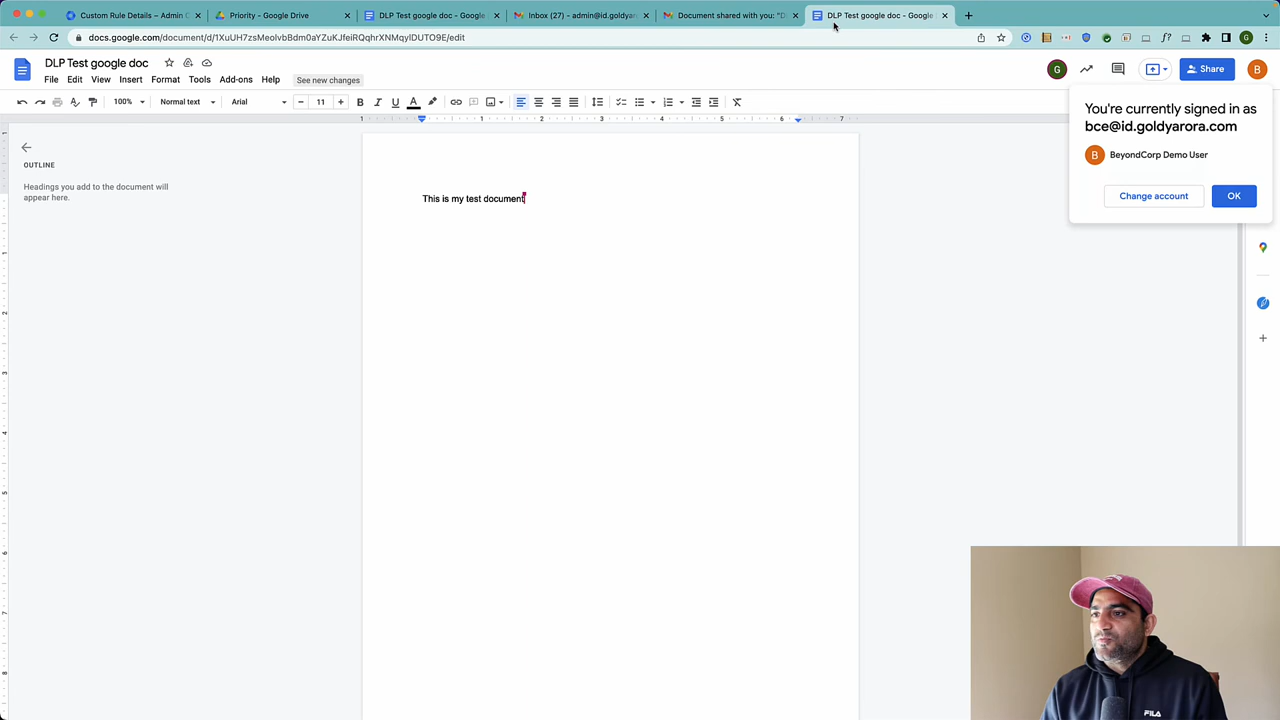 Custom Rule Details – Admin C
Priority - Google Drive
DLP Test google doc - Google
Inbox (27) - admin@id.goldyar
Document shared with you: "D
DLP Test google doc - Google
docs.google.com/document/d/1XuUH7zsMeolvbBdm0aYZuKJfeiRQqhrXNMqylDUTO9E/edit
DLP Test google doc
File Edit View Insert Format Tools Add-ons Help See new changes
G
Share
B
100% Normal text Arial 11
You're currently signed in as
bce@id.goldyarora.com
B BeyondCorp Demo User
Change account OK
OUTLINE
Headings you add to the document will
appear here.
This is my test document
FILA